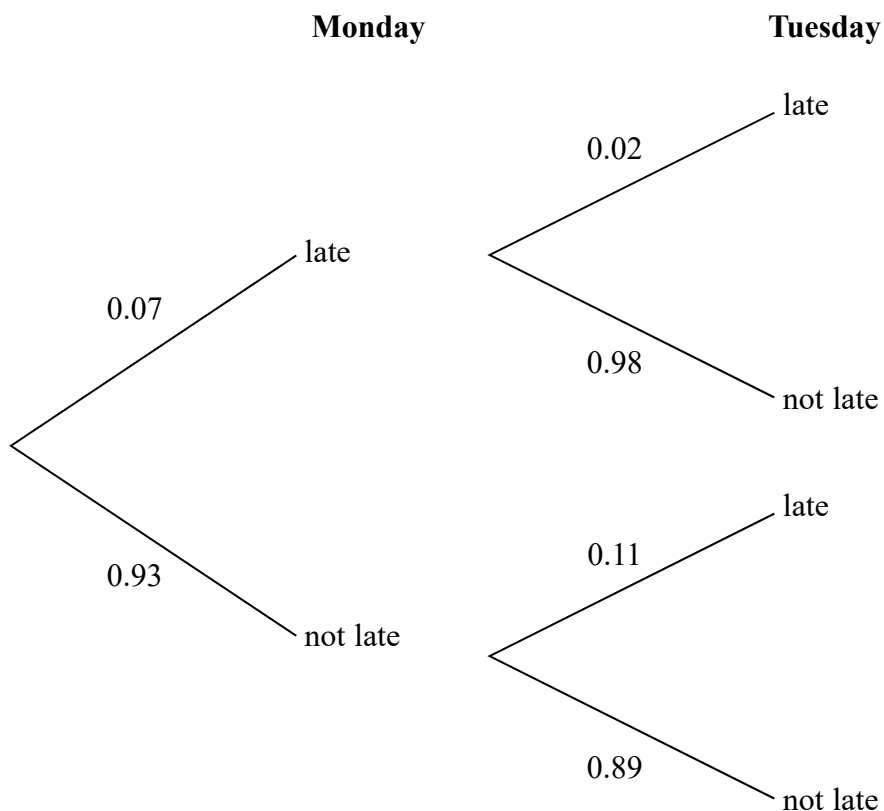 Monday Tuesday
late
0.02
late
0.07
0.98
not late
late
0.11
0.93
not late
0.89
not late